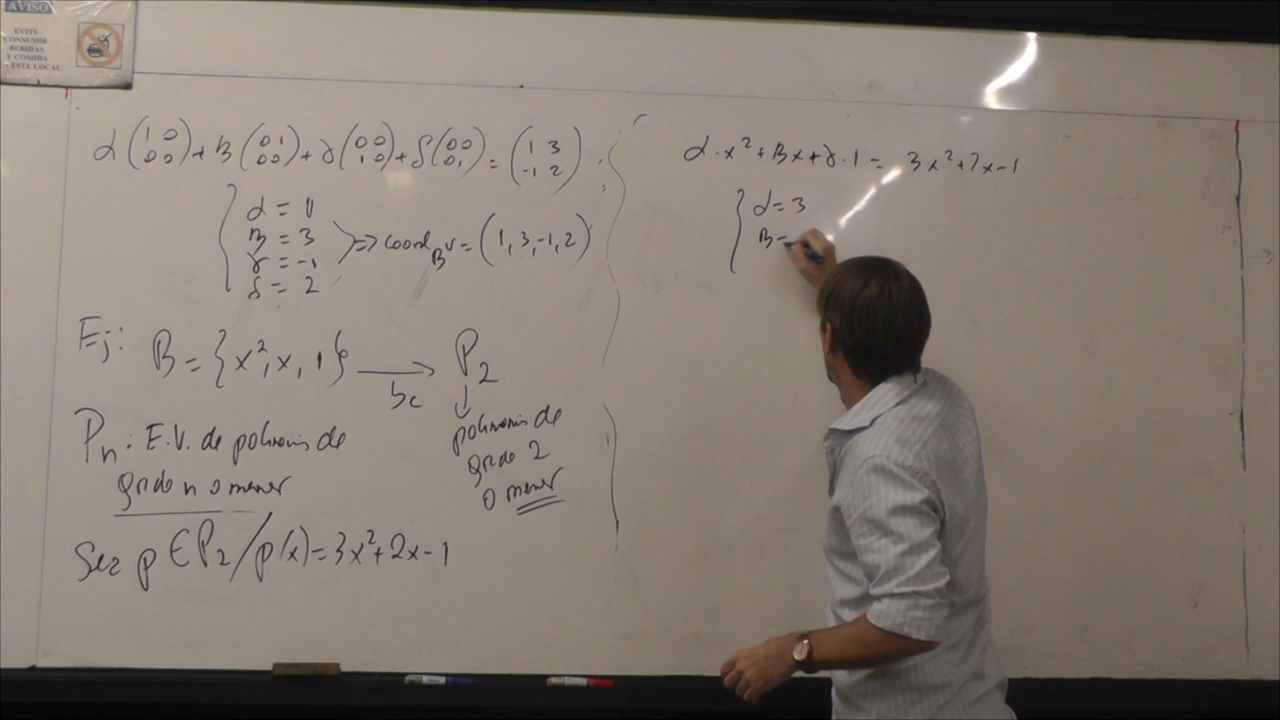 AVISO
EVITE
CONSUMIR
BEBIDAS
Y COMIDA
EN ESTE LOCAL
α(1 0 / 0 0) + β(0 1 / 0 0) + γ(0 0 / 1 0) + δ(0 0 / 0 1) = (1 3 / -1 2)
α = 1
β = 3
γ = -1
δ = 2
⇒ coord_B v = (1, 3, -1, 2)
Ej: B = {x², x, 1} → P₂
bc
↓
polinomios de
grado 2
o menor
Pₙ: E.V. de polinomios de
grado n o menor
Sea p ∈ P₂ / p(x) = 3x² + 2x - 1
α·x² + βx + γ·1 = 3x² + 2x - 1
α = 3
β =